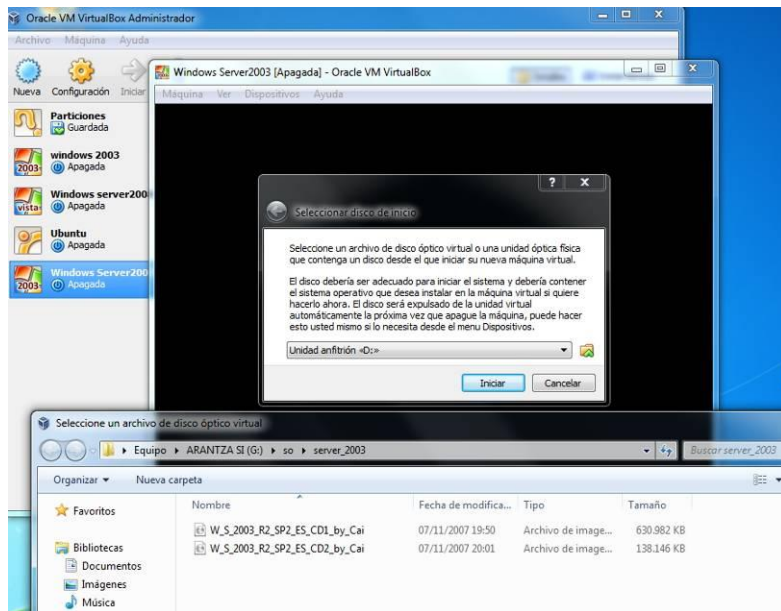 Oracle VM VirtualBox Administrador
Archivo Máquina Ayuda
Nueva Configuración Iniciar
Particiones
Guardada
windows 2003
Apagada
Windows server200
Apagada
Ubuntu
Apagada
Windows Server200
Apagada
Windows Server2003 [Apagada] - Oracle VM VirtualBox
Máquina Ver Dispositivos Ayuda
Seleccionar disco de inicio
Seleccione un archivo de disco óptico virtual o una unidad óptica física
que contenga un disco desde el que iniciar su nueva
máquina virtual.
El disco debería ser adecuado para iniciar el sistema y debería contener
el sistema operativo que desea instalar en la máquina virtual si quiere
hacerlo ahora. El disco será expulsado de la unidad virtual
automáticamente la próxima vez que apague la máquina, puede hacer
esto usted mismo si lo necesita desde el menu Dispositivos.
Unidad anfitrión «D:»
Iniciar Cancelar
Seleccione un archivo de disco óptico virtual
Equipo ARANTZA SI (G:) so server_2003
Buscar server_2003
Organizar Nueva carpeta
Favoritos
Bibliotecas
Documentos
Imágenes
Música
Nombre Fecha de modifica... Tipo Tamaño
W_S_2003_R2_SP2_ES_CD1_by_Cai 07/11/2007 19:50 Archivo de image... 630.982 KB
W_S_2003_R2_SP2_ES_CD2_by_Cai 07/11/2007 20:01 Archivo de image... 138.146 KB